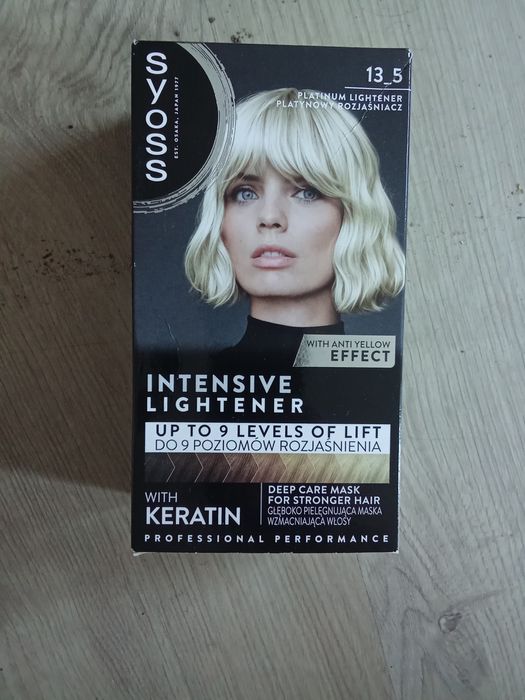 syoss
EST. OSAKA, JAPAN 1977
13_5
PLATINUM LIGHTENER
PLATYNOWY ROZJAŚNIACZ
WITH ANTI YELLOW
EFFECT
INTENSIVE
LIGHTENER
UP TO 9 LEVELS OF LIFT
DO 9 POZIOMÓW ROZJAŚNIENIA
WITH
KERATIN
DEEP CARE MASK
FOR STRONGER HAIR
GŁĘBOKO PIELĘGNUJĄCA MASKA
WZMACNIAJĄCA WŁOSY
PROFESSIONAL PERFORMANCE